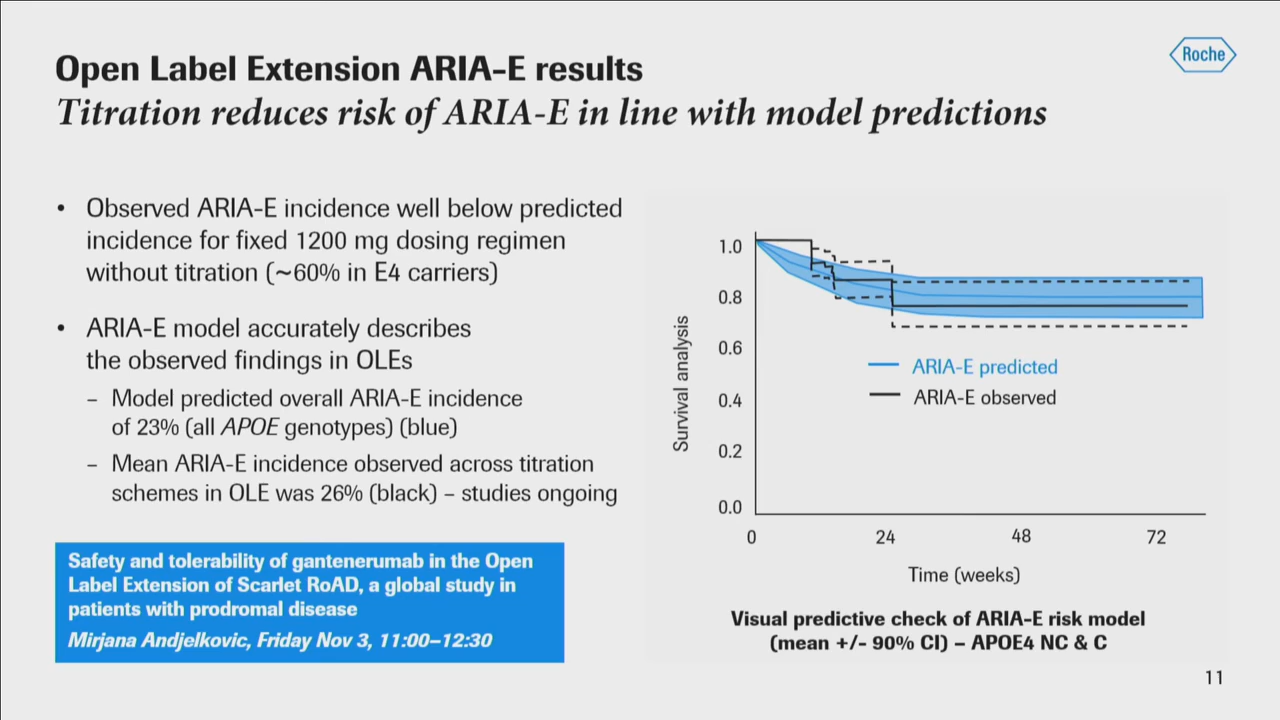 Open Label Extension ARIA-E results
Roche
Titration reduces risk of ARIA-E in line with model predictions
• Observed ARIA-E incidence well below predicted
incidence for fixed 1200 mg dosing regimen
without titration (~60% in E4 carriers)
• ARIA-E model accurately describes
the observed findings in OLEs
– Model predicted overall ARIA-E incidence
of 23% (all APOE genotypes) (blue)
– Mean ARIA-E incidence observed across titration
schemes in OLE was 26% (black) – studies ongoing
Safety and tolerability of gantenerumab in the Open
Label Extension of Scarlet RoAD, a global study in
patients with prodromal disease
Mirjana Andjelkovic, Friday Nov 3, 11:00–12:30
Survival analysis
1.0
0.8
0.6
0.4
0.2
0.0
ARIA-E predicted
ARIA-E observed
0 24 48 72
Time (weeks)
Visual predictive check of ARIA-E risk model
(mean +/- 90% CI) – APOE4 NC & C
11